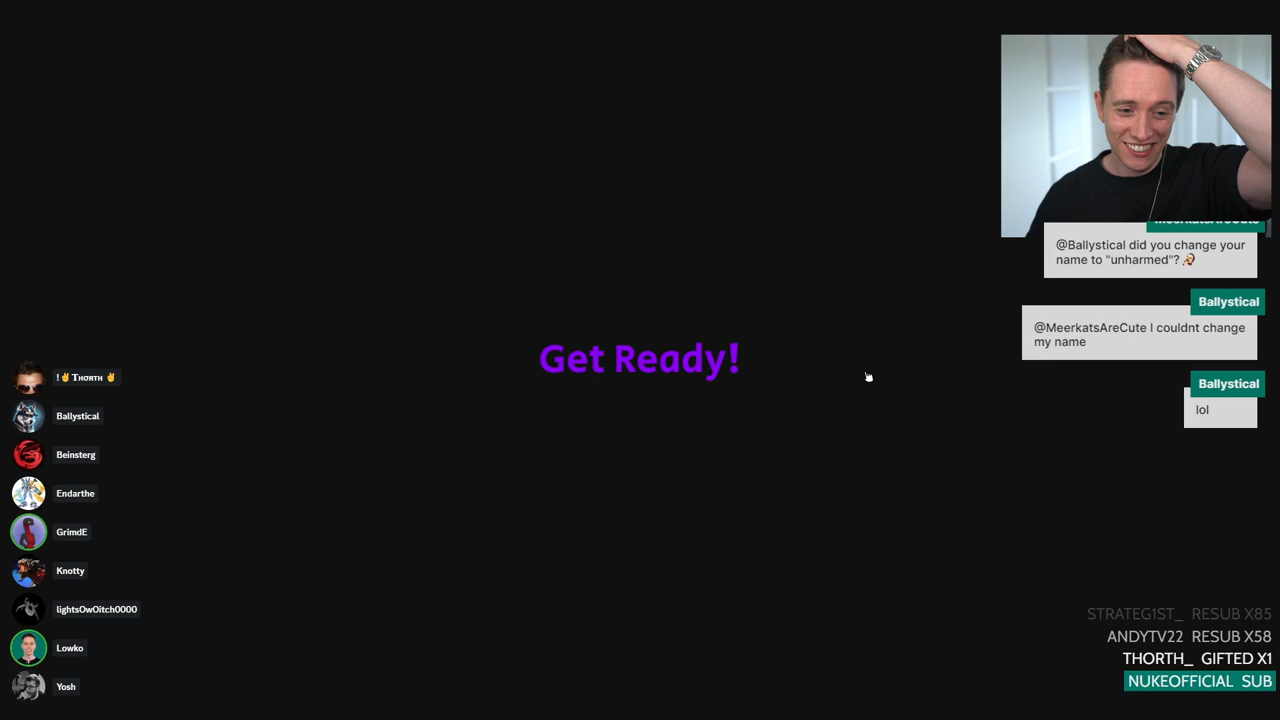 MeerkatsAreCute
@Ballystical did you change your
name to "unharmed"?
Ballystical
@MeerkatsAreCute I couldnt change
my name
Ballystical
lol
Get Ready!
! ✌ Thorth ✌
Ballystical
Beinsterg
Endarthe
GrimdE
Knotty
lightsOwOitch0000
Lowko
Yosh
STRATEG1ST_ RESUB X85
ANDYTV22 RESUB X58
THORTH_ GIFTED X1
NUKEOFFICIAL SUB